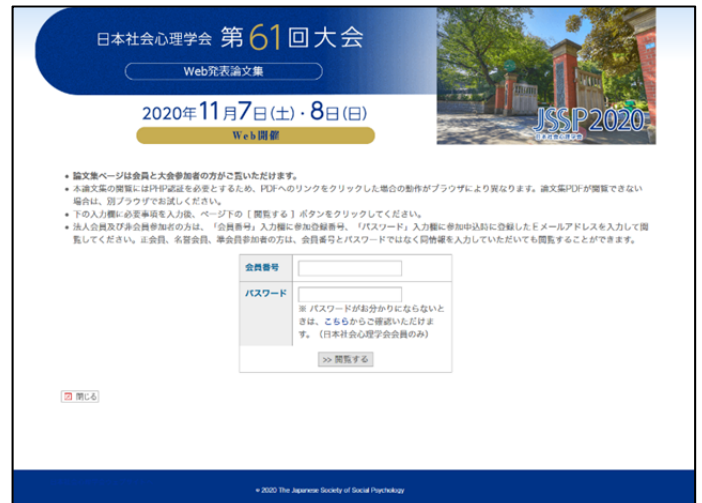 日本社会心理学会 第61回大会
Web発表論文集
2020年11月7日(土)・8日(日)
Web開催
JSSP2020
日本社会心理学会
• 論文集ページは会員と大会参加者の方がご覧いただけます。
• 本論文集の閲覧にはPHP認証を必要とするため、PDFへのリンクをクリックした場合の動作がブラウザにより異なります。論文集PDFが閲覧できない
場合は、別ブラウザでお試しください。
• 下の入力欄に必要事項を入力後、ページ下の [ 閲覧する ] ボタンをクリックしてください。
• 法人会員及び非会員参加者の方は、「会員番号」入力欄に参加登録番号、「パスワード」入力欄に参加申込時に登録したEメールアドレスを入力して閲
覧してください。正会員、名誉会員、準会員参加者の方は、会員番号とパスワードではなく同情報を入力していただいても閲覧することができます。
会員番号
パスワード
※ パスワードがお分かりにならないと
きは、こちらからご確認いただけま
す。（日本社会心理学会会員のみ）
>> 閲覧する
閉じる
© 2020 The Japanese Society of Social Psychology